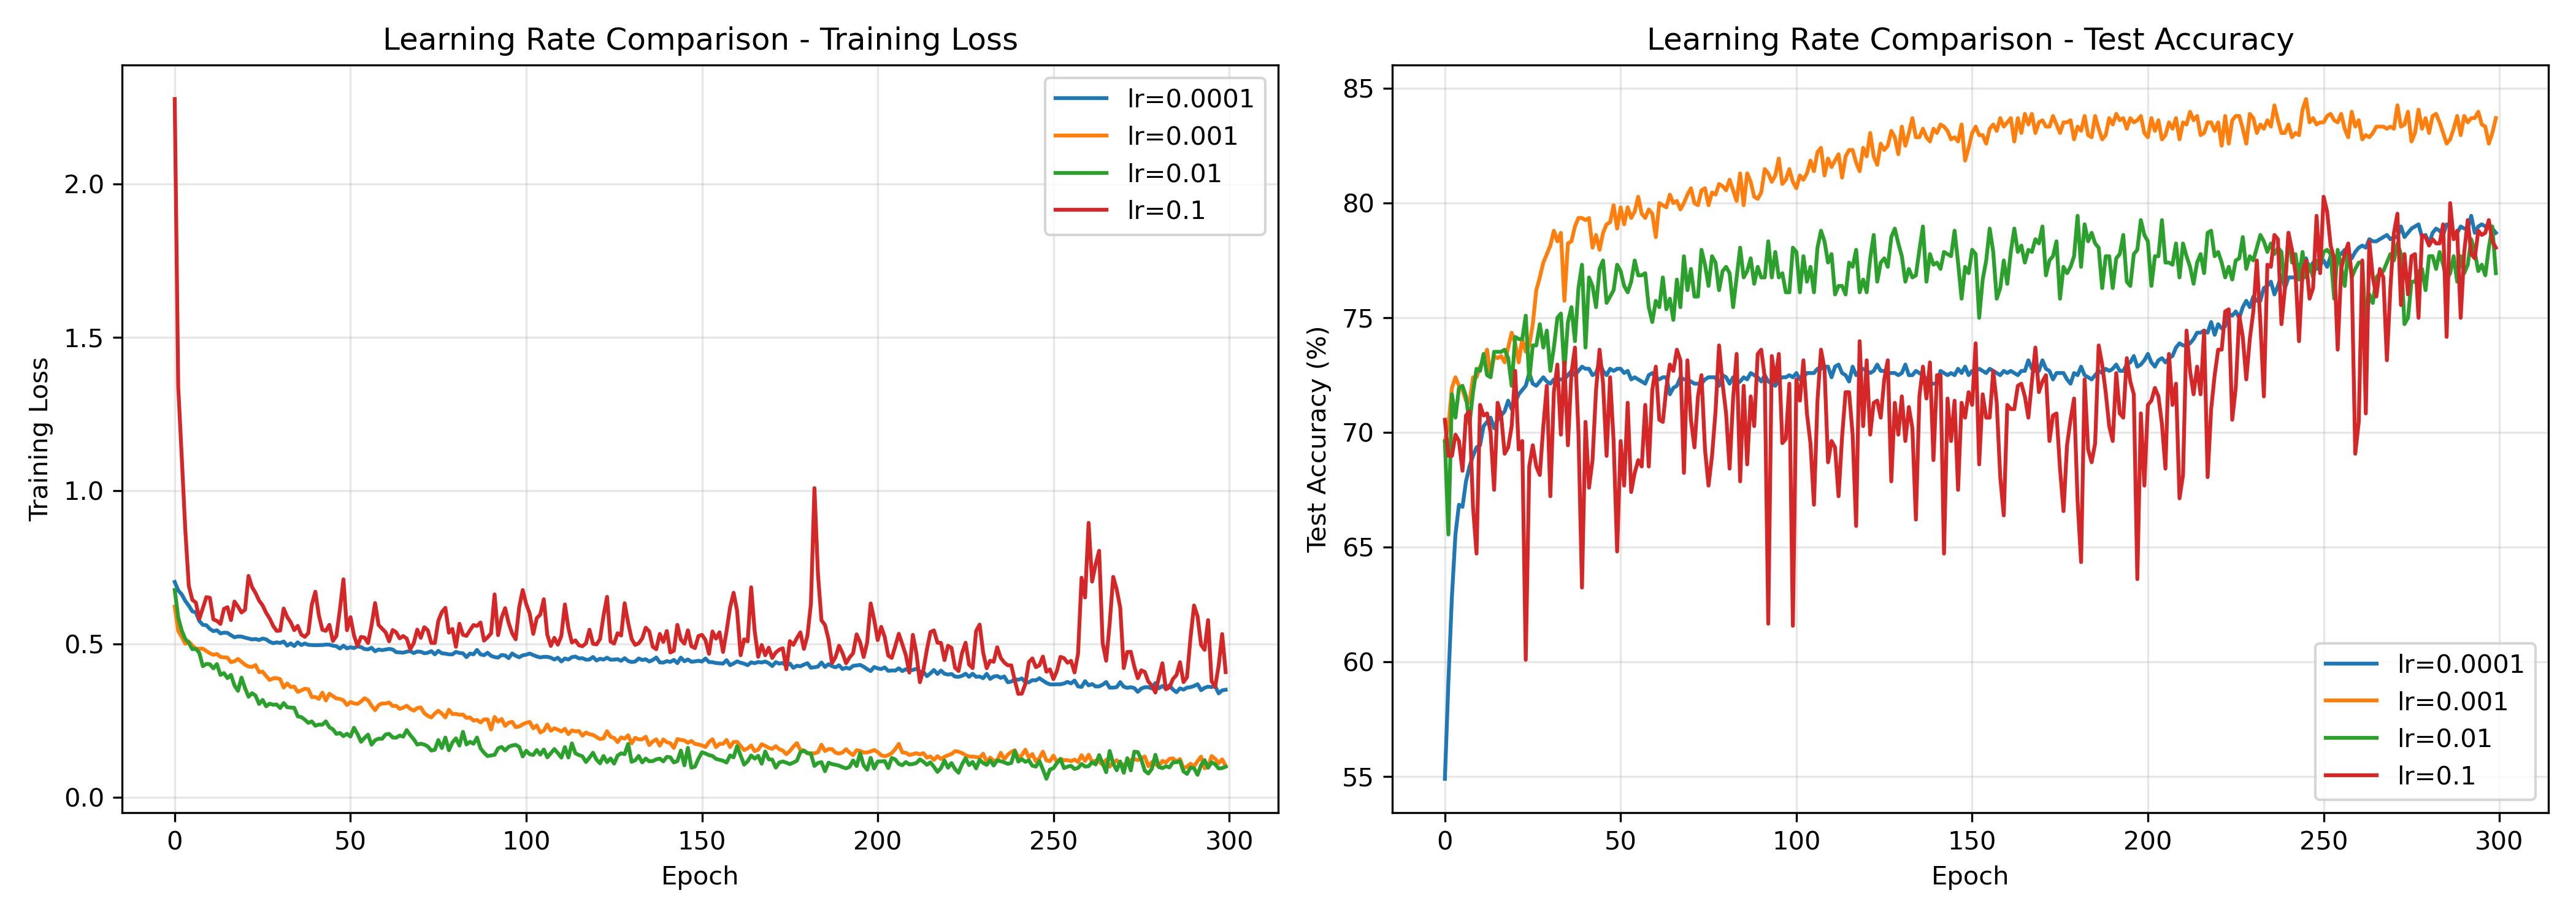 Learning Rate Comparison - Training Loss
Training Loss
2.0
1.5
1.0
0.5
0.0
0 50 100 150 200 250 300
Epoch
lr=0.0001
lr=0.001
lr=0.01
lr=0.1
Learning Rate Comparison - Test Accuracy
Test Accuracy (%)
85
80
75
70
65
60
55
0 50 100 150 200 250 300
Epoch
lr=0.0001
lr=0.001
lr=0.01
lr=0.1